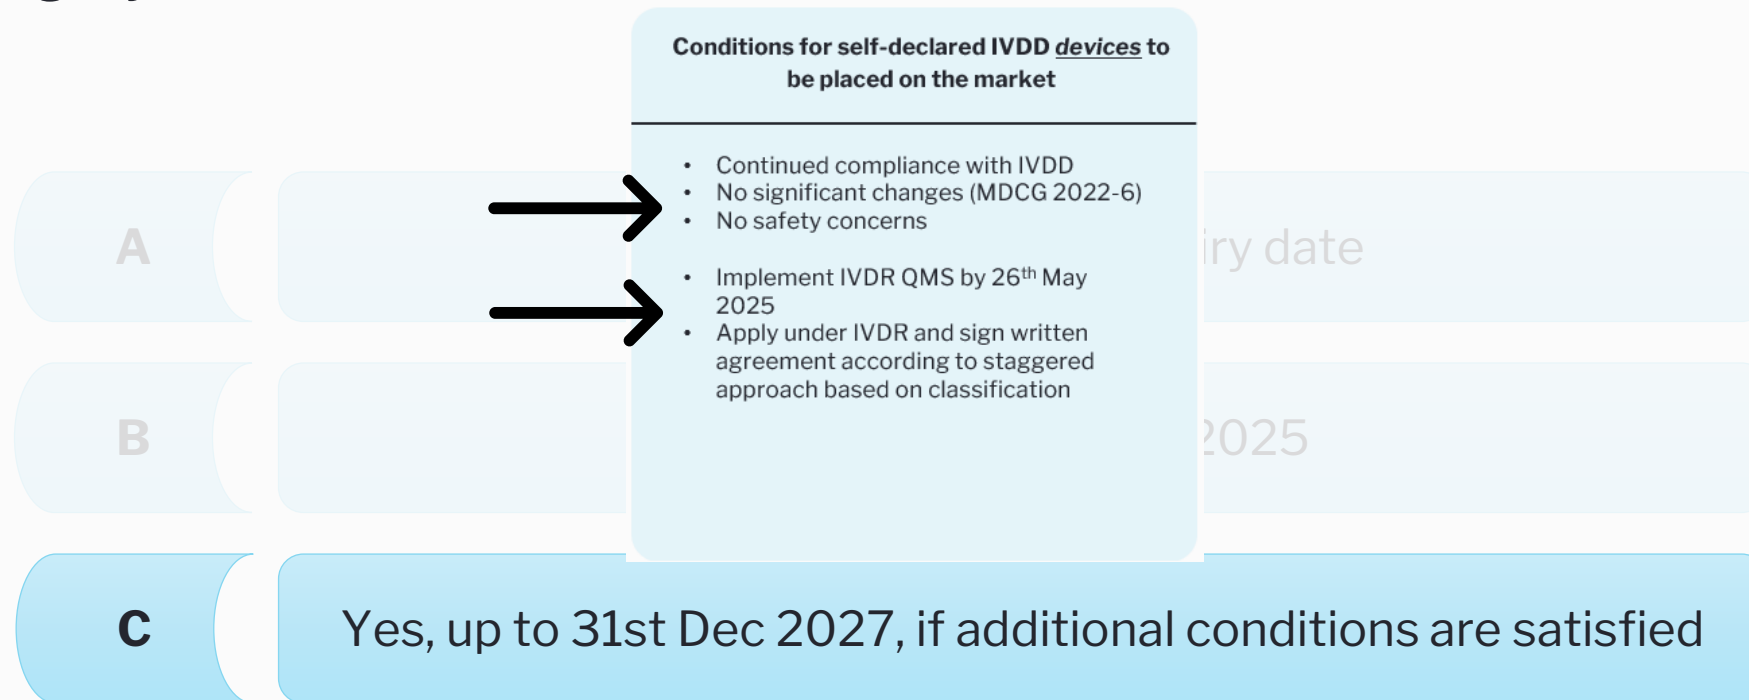 Conditions for self-declared IVDD devices to
be placed on the market
• Continued compliance with IVDD
• No significant changes (MDCG 2022-6)
• No safety concerns
• Implement IVDR QMS by 26th May
2025
• Apply under IVDR and sign written
agreement according to staggered
approach based on classification
A
iry date
B
2025
C
Yes, up to 31st Dec 2027, if additional conditions are satisfied